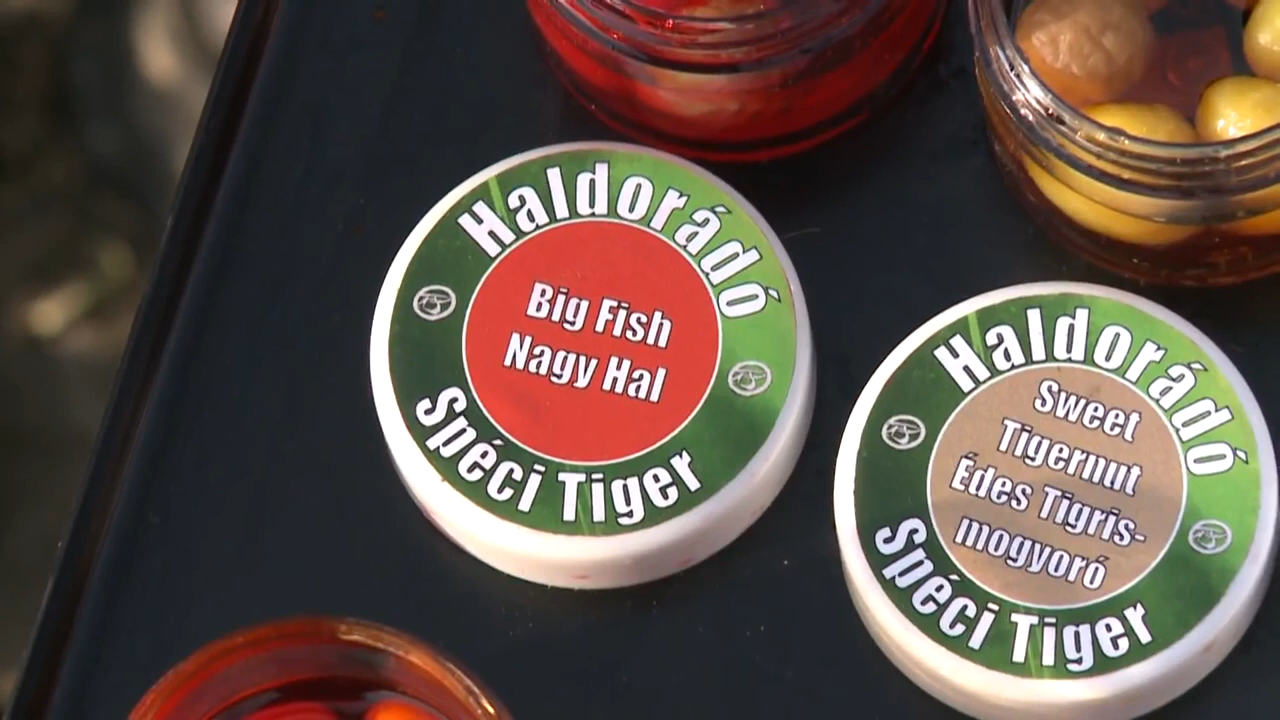 Haldorádó
Big Fish
Nagy Hal
Spéci Tiger
Haldorádó
Sweet
Tigernut
Édes Tigris-
mogyoró
Spéci Tiger